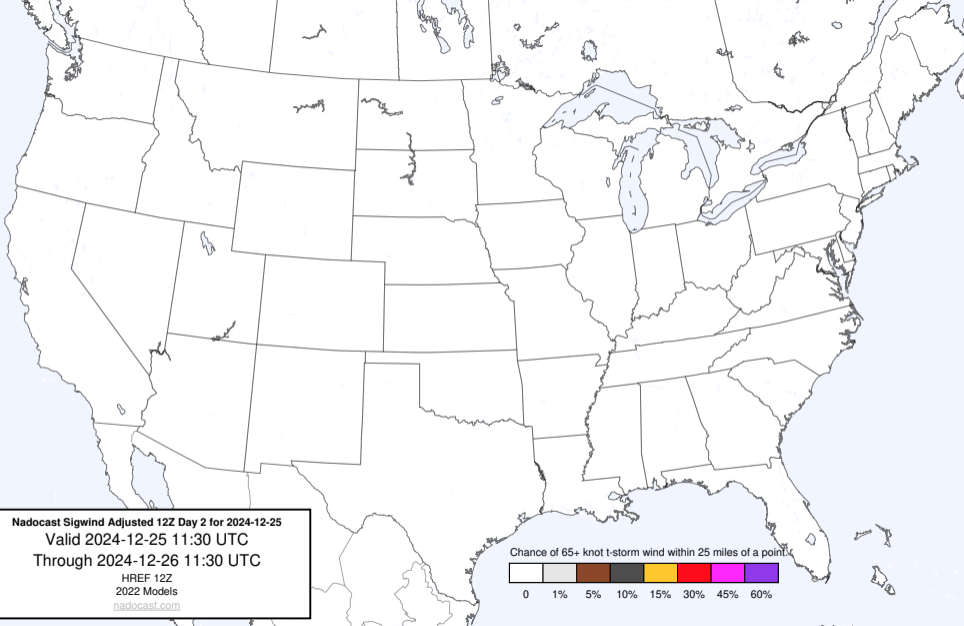 Nadocast Sigwind Adjusted 12Z Day 2 for 2024-12-25
Valid 2024-12-25 11:30 UTC
Through 2024-12-26 11:30 UTC
HREF 12Z
2022 Models
nadocast.com
Chance of 65+ knot t-storm wind within 25 miles of a point.
0 1% 5% 10% 15% 30% 45% 60%